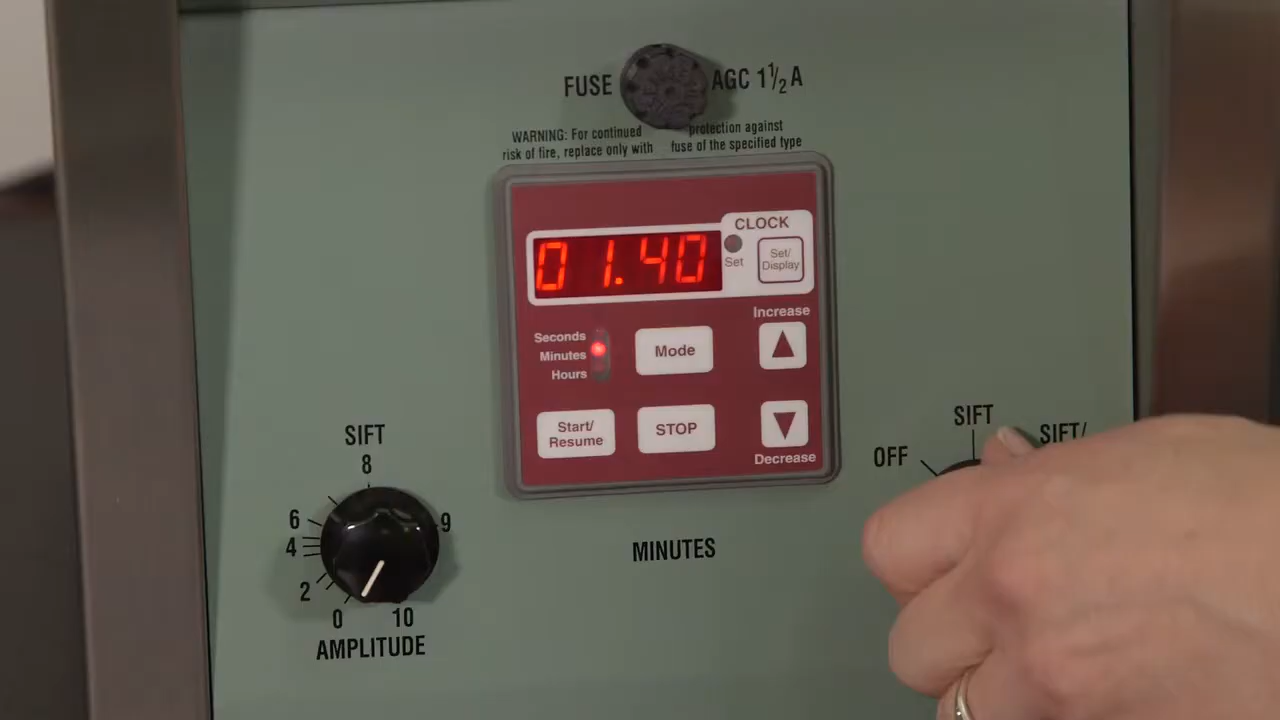 FUSE AGC 1 1/2 A
WARNING: For continued protection against
risk of fire, replace only with fuse of the specified type
CLOCK
01.40
Set
Set/
Display
Increase
Seconds
Minutes
Hours
Mode
Start/
Resume
STOP
Decrease
SIFT
8
6
9
4
2
0
10
AMPLITUDE
MINUTES
OFF
SIFT
SIFT/